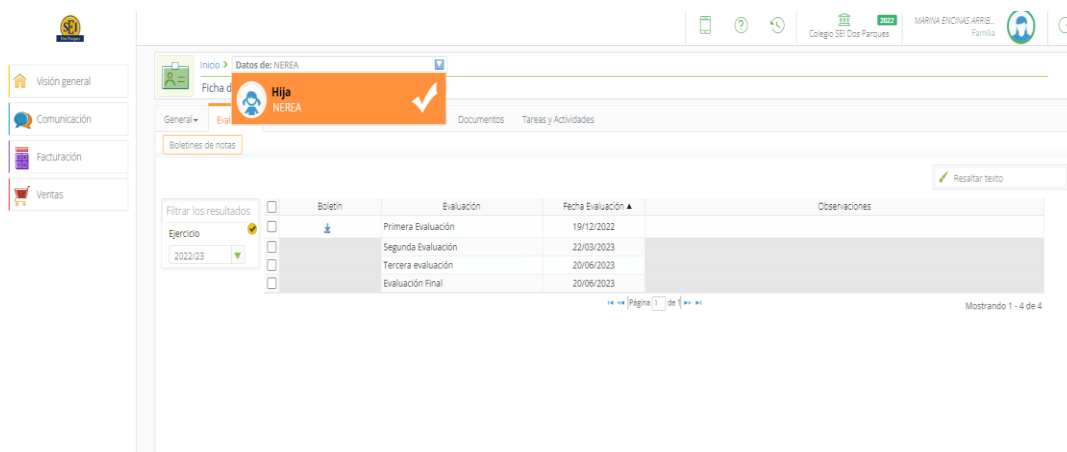 SEI
Dos Parques
2022
Colegio SEI Dos Parques
MARINA ENCINAS ARRIB...
Familia
Visión general
Comunicación
Facturación
Ventas
Inicio > Datos de: NEREA
Ficha d
Hija
NEREA
General Eval Documentos Tareas y Actividades
Boletines de notas
Resaltar texto
Filtrar los resultados
Ejercicio
2022/23
Boletín Evaluación Fecha Evaluación ▲ Observaciones
Primera Evaluación 19/12/2022
Segunda Evaluación 22/03/2023
Tercera evaluación 20/06/2023
Evaluación Final 20/06/2023
Página 1 de 1
Mostrando 1 - 4 de 4